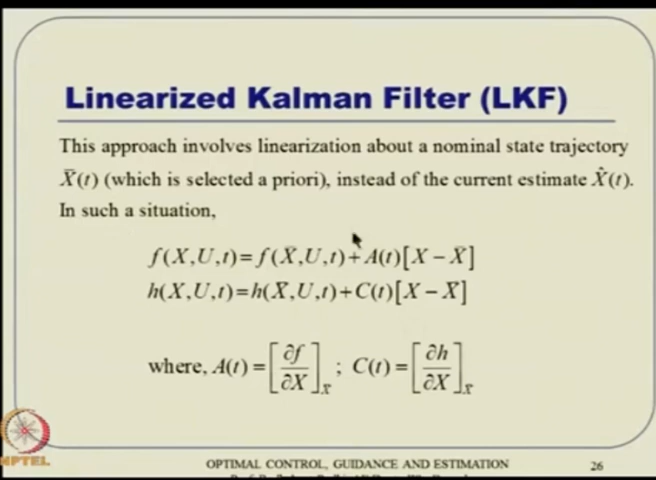 Linearized Kalman Filter (LKF)
This approach involves linearization about a nominal state trajectory
X̄(t) (which is selected a priori), instead of the current estimate X̂(t).
In such a situation,
f(X,U,t)=f(X̄,U,t)+A(t)[X−X̄]
h(X,U,t)=h(X̄,U,t)+C(t)[X−X̄]
where, A(t)=[∂f/∂X]_X̄ ; C(t)=[∂h/∂X]_X̄
NPTEL
OPTIMAL CONTROL, GUIDANCE AND ESTIMATION 26